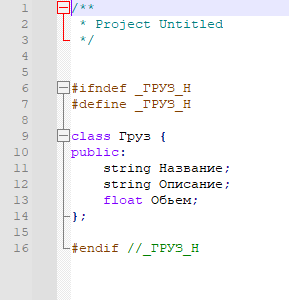 1 /**
2  * Project Untitled
3  */
4
5
6 #ifndef _ГРУЗ_H
7 #define _ГРУЗ_H
8
9 class Груз {
10 public:
11     string Название;
12     string Описание;
13     float Обьем;
14 };
15
16 #endif //_ГРУЗ_H